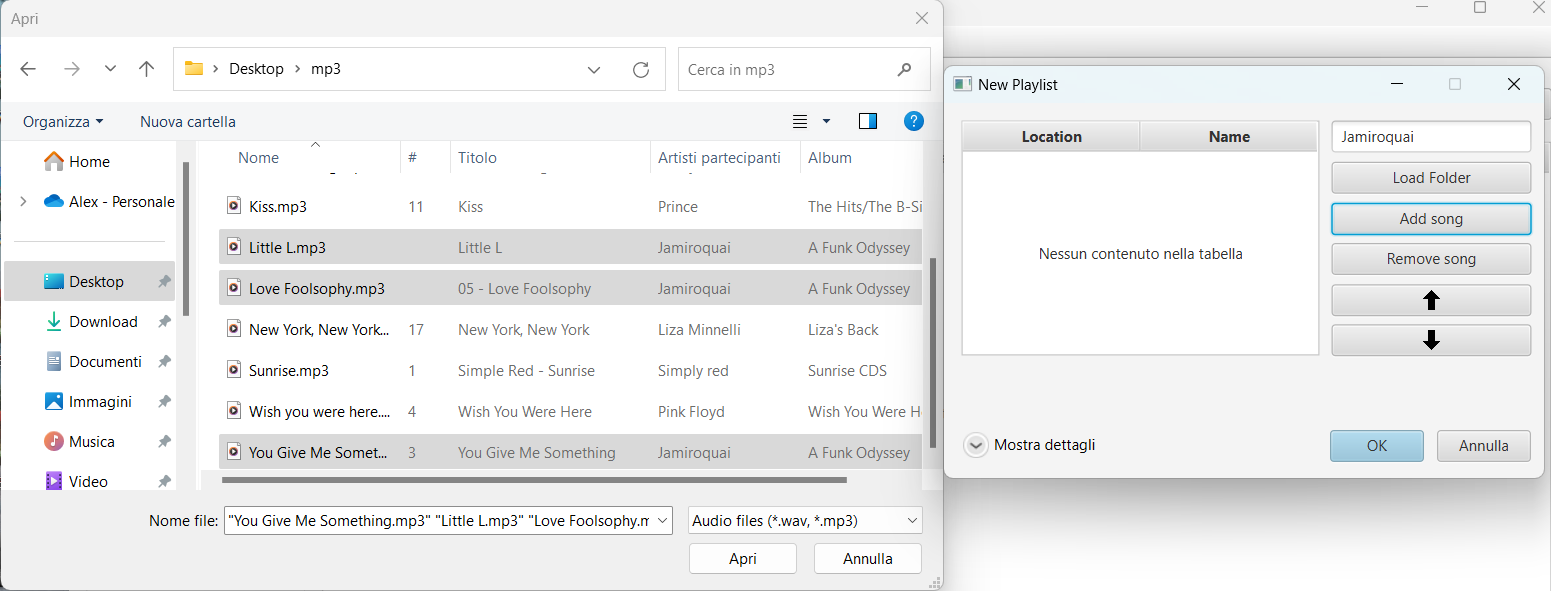 Apri
Desktop > mp3
Cerca in mp3
Organizza
Nuova cartella
Home
Alex - Personale
Desktop
Download
Documenti
Immagini
Musica
Video
Nome # Titolo Artisti partecipanti Album
Kiss.mp3 11 Kiss Prince The Hits/The B-Si
Little L.mp3 Little L Jamiroquai A Funk Odyssey
Love Foolsophy.mp3 05 - Love Foolsophy Jamiroquai A Funk Odyssey
New York, New York... 17 New York, New York Liza Minnelli Liza's Back
Sunrise.mp3 1 Simple Red - Sunrise Simply red Sunrise CDS
Wish you were here.... 4 Wish You Were Here Pink Floyd Wish You Were H
You Give Me Somet... 3 You Give Me Something Jamiroquai A Funk Odyssey
Nome file: "You Give Me Something.mp3" "Little L.mp3" "Love Foolsophy.m
Audio files (*.wav, *.mp3)
Apri
Annulla
New Playlist
Location Name
Nessun contenuto nella tabella
Jamiroquai
Load Folder
Add song
Remove song
Mostra dettagli
OK
Annulla